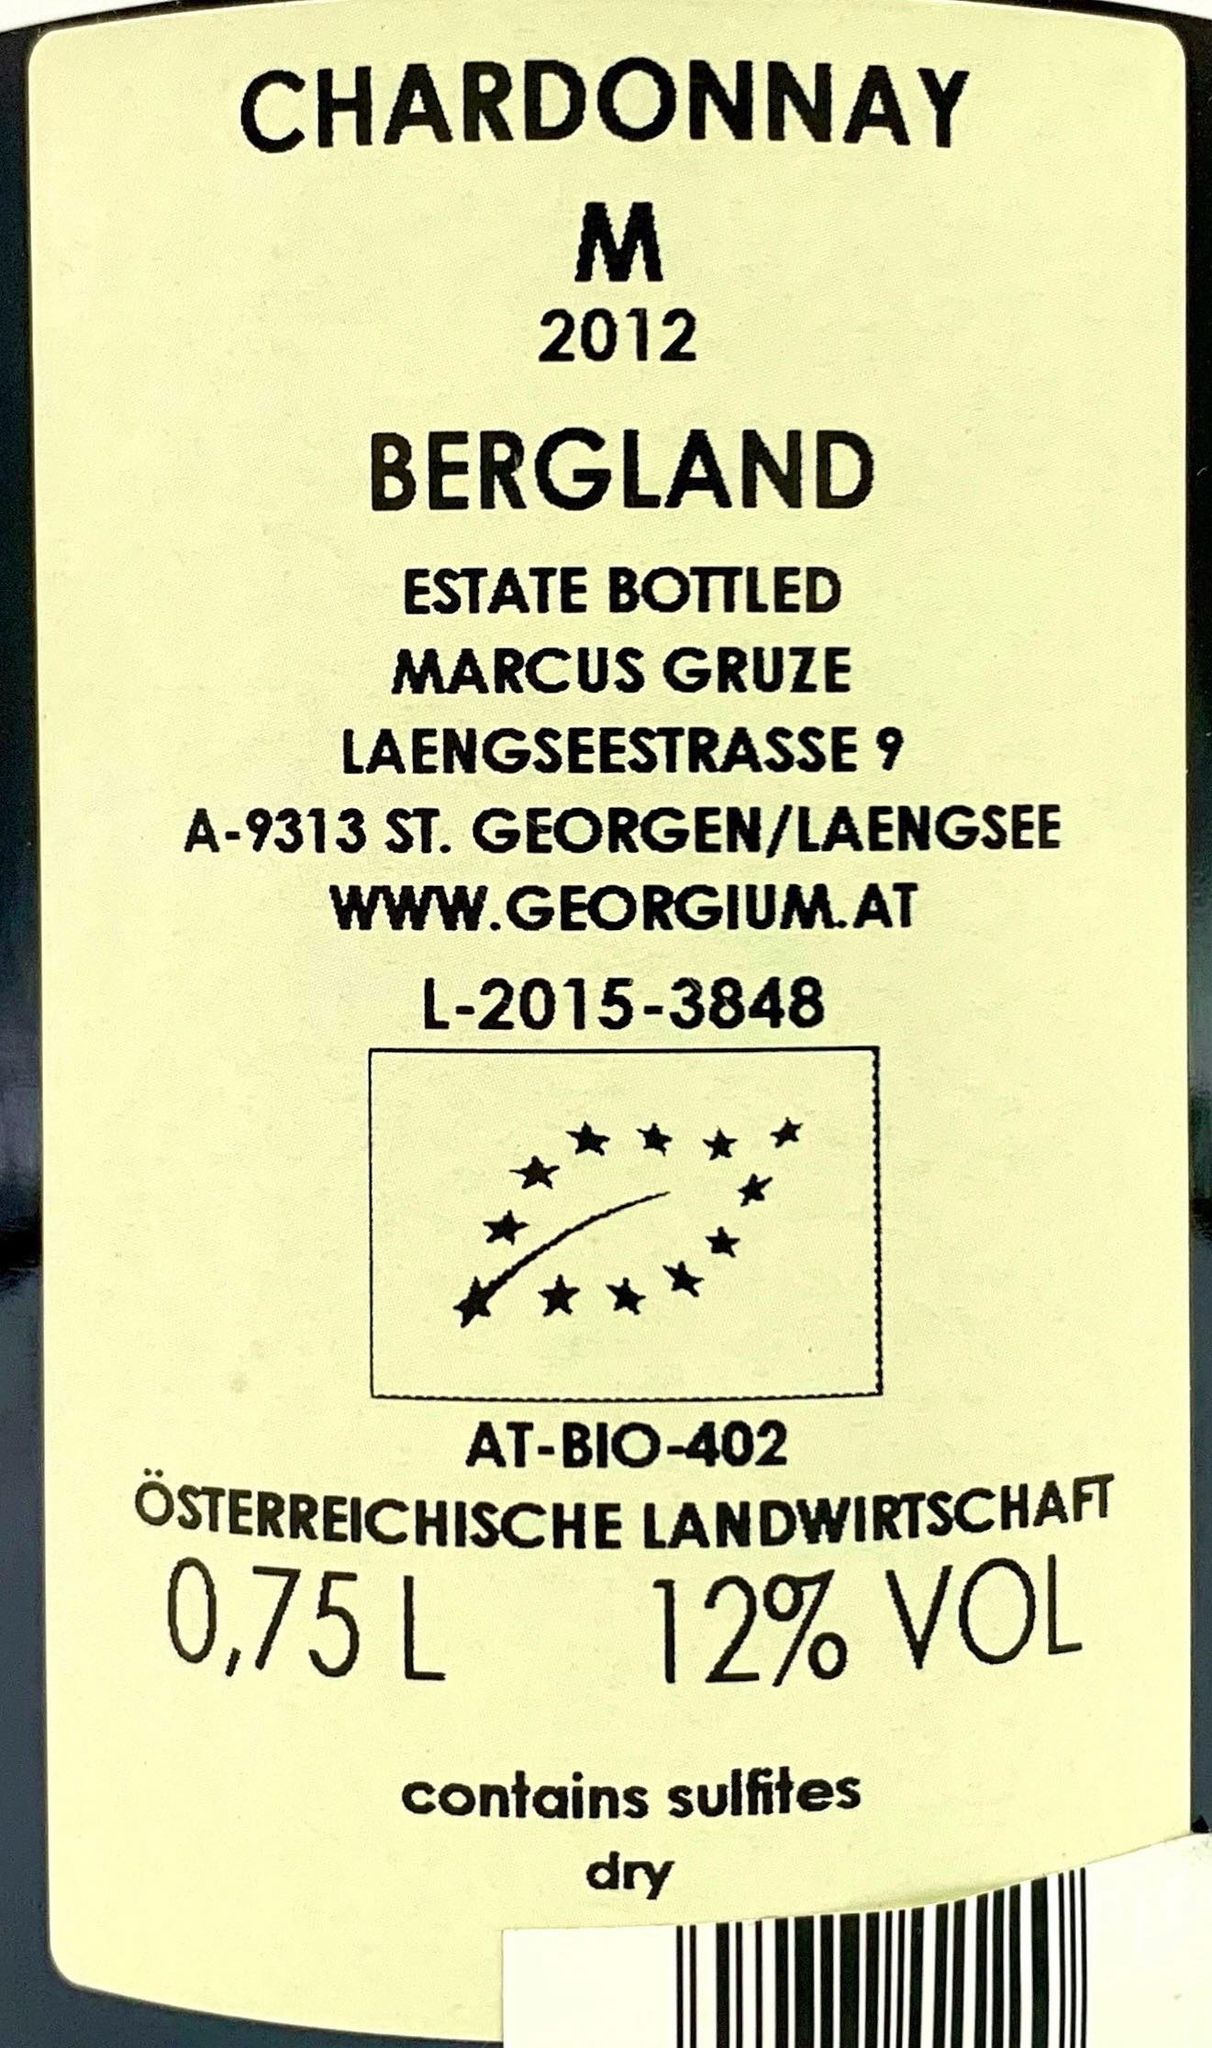 CHARDONNAY
M
2012
BERGLAND
ESTATE BOTTLED
MARCUS GRUZE
LAENGSEESTRASSE 9
A-9313 ST. GEORGEN/LAENGSEE
WWW.GEORGIUM.AT
L-2015-3848
AT-BIO-402
ÖSTERREICHISCHE LANDWIRTSCHAFT
0,75 L 12% VOL
contains sulfites
dry